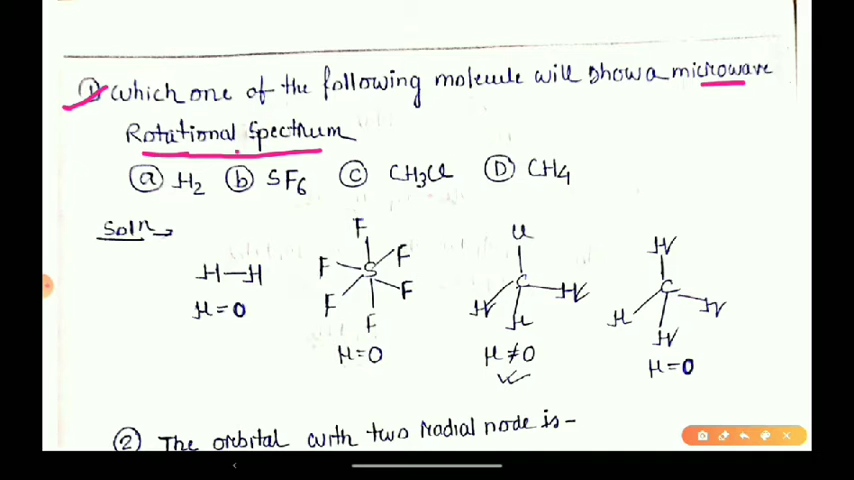 ① Which one of the following molecule will show a microwave
Rotational Spectrum
ⓐ H2 ⓑ SF6 Ⓒ CH3Cl Ⓓ CH4
Soln →
H—H
μ=0
F
F F
S
F F
F
μ=0
Cl
C
H H
H
μ≠0
H
C
H H
H
μ=0
② The orbital with two radial node is-